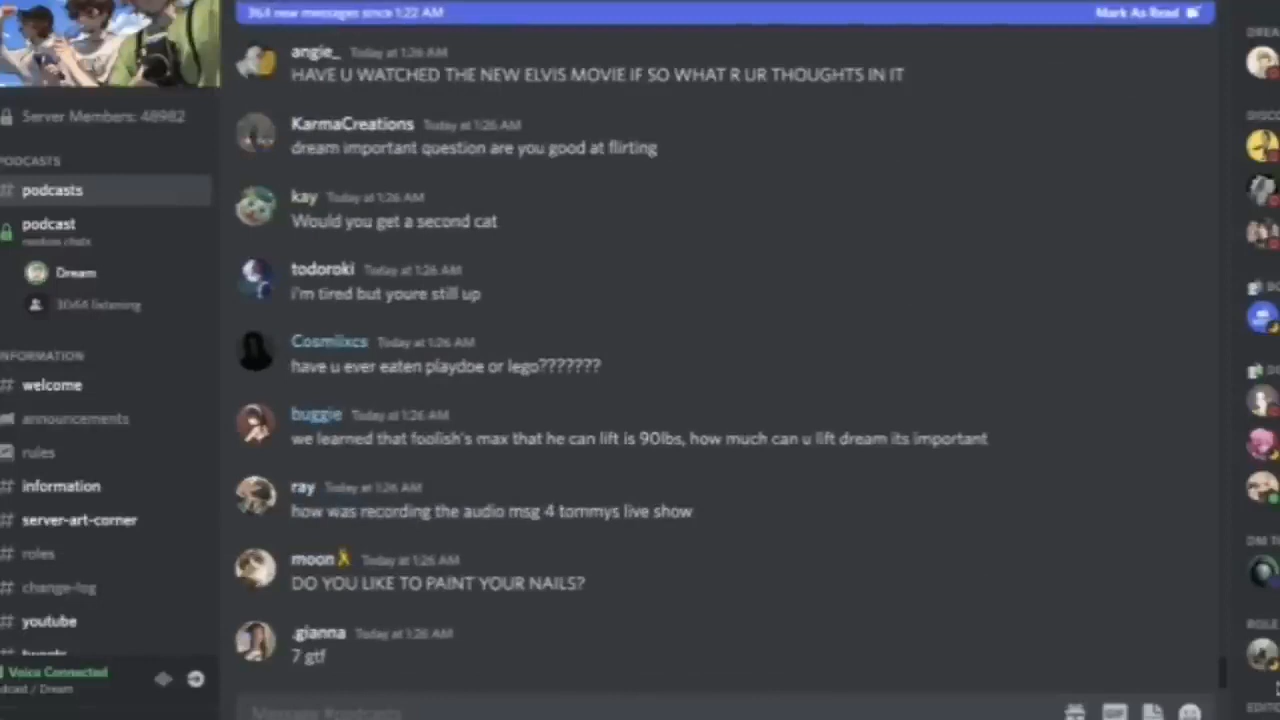 364 new messages since 1:22 AM
Mark As Read
Server Members: 48982
PODCASTS
podcasts
podcast
Dream
listening
INFORMATION
welcome
announcements
rules
information
server-art-corner
roles
change-log
youtube
tweets
Voice Connected
dcast / Dream
angie_ Today at 1:26 AM
HAVE U WATCHED THE NEW ELVIS MOVIE IF SO WHAT R UR THOUGHTS IN IT
KarmaCreations Today at 1:26 AM
dream important question are you good at flirting
kay Today at 1:26 AM
Would you get a second cat
todoroki Today at 1:26 AM
i'm tired but youre still up
Cosmiixcs Today at 1:26 AM
have u ever eaten playdoe or lego???????
buggie Today at 1:26 AM
we learned that foolish's max that he can lift is 90lbs, how much can u lift dream its important
ray Today at 1:26 AM
how was recording the audio msg 4 tommys live show
moon Today at 1:26 AM
DO YOU LIKE TO PAINT YOUR NAILS?
.gianna Today at 1:26 AM
7 gtf
Message #podcasts